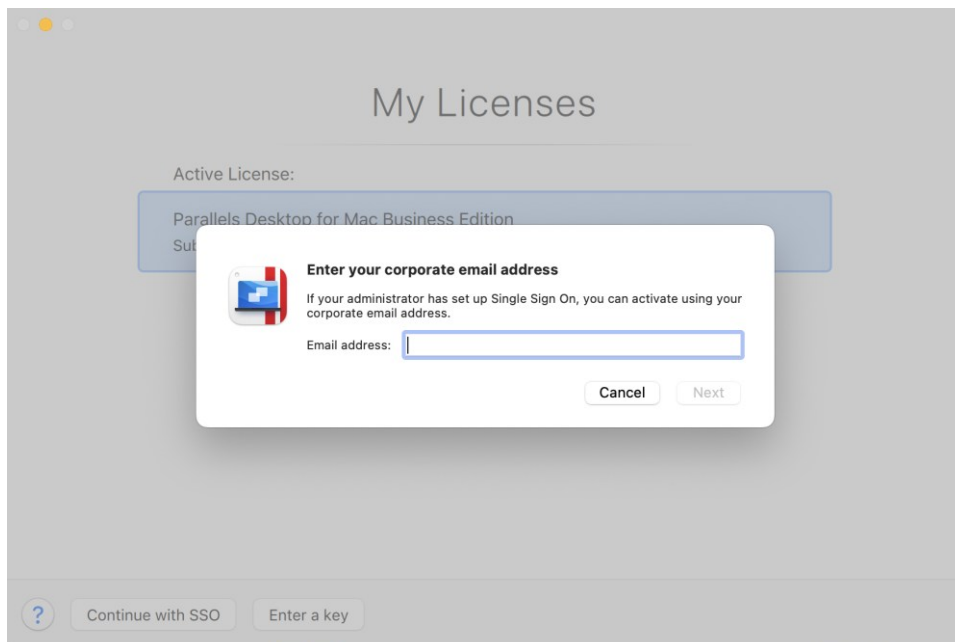 My Licenses
Active License:
Parallels Desktop for Mac Business Edition
Enter your corporate email address
If your administrator has set up Single Sign On, you can activate using your
corporate email address.
Email address:
Cancel
Next
?
Continue with SSO
Enter a key